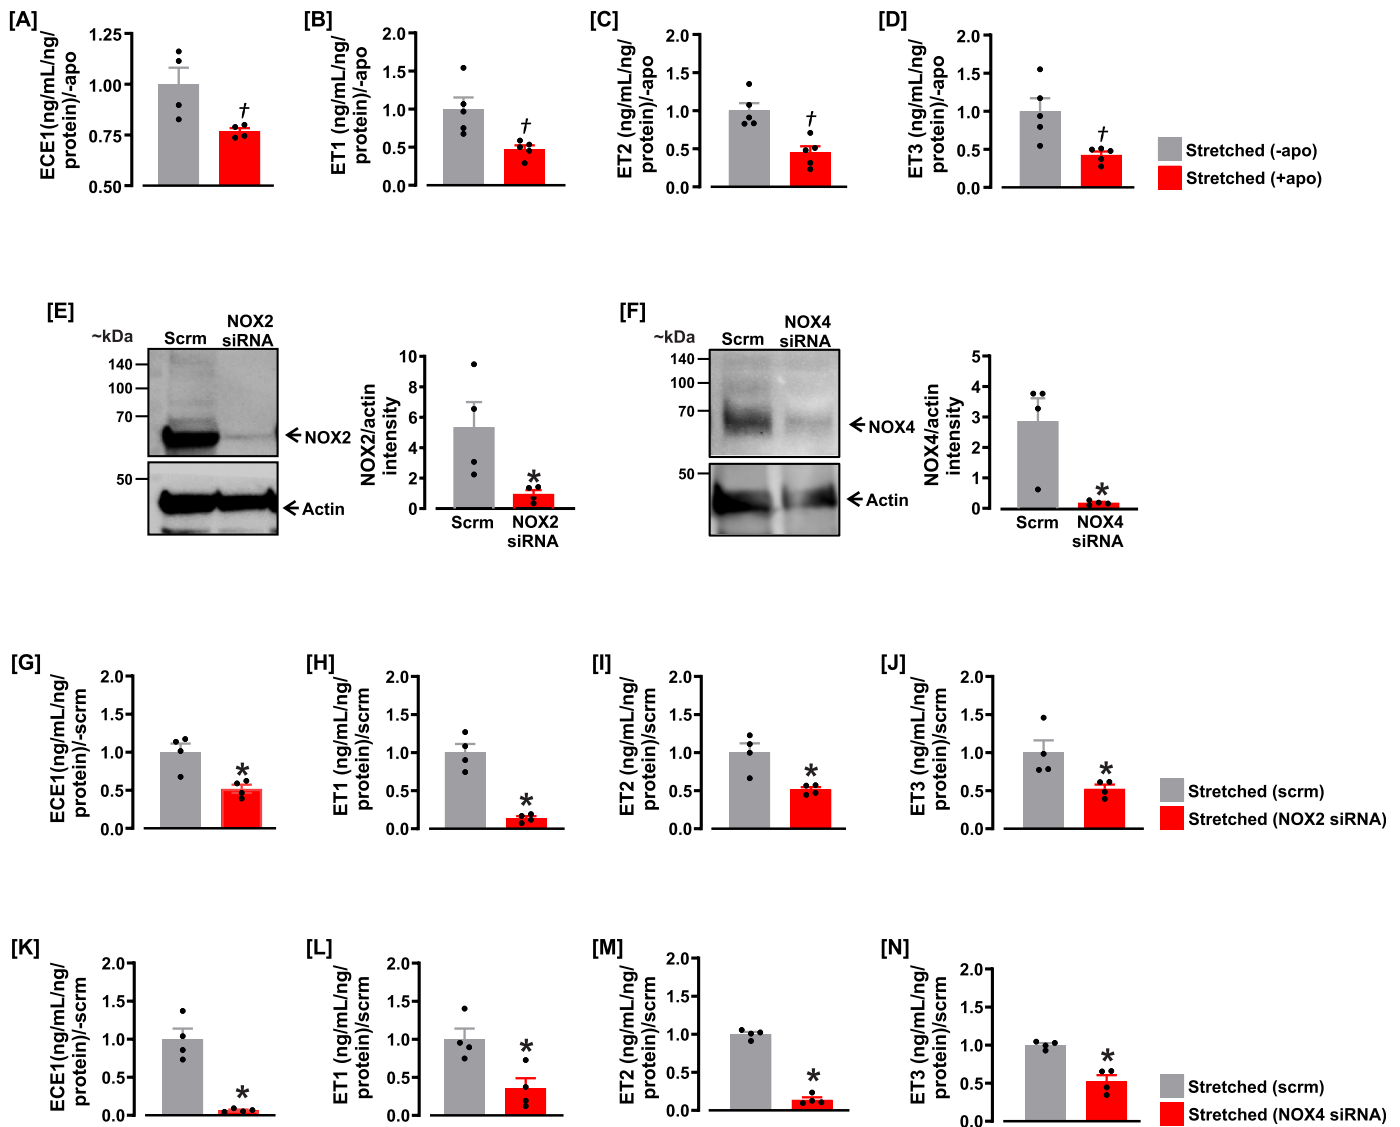 [A]
ECE1(ng/mL/ng/
protein)/-apo
1.25
1.00
0.75
0.50
†
[B]
ET1 (ng/mL/ng/
protein)/-apo
2.0
1.5
1.0
0.5
0.0
†
[C]
ET2 (ng/mL/ng/
protein)/-apo
2.0
1.5
1.0
0.5
0.0
†
[D]
ET3 (ng/mL/ng/
protein)/-apo
2.0
1.5
1.0
0.5
0.0
†
Stretched (-apo)
Stretched (+apo)
[E]
~kDa
Scrm
NOX2
siRNA
140
100
70
50
NOX2
Actin
NOX2/actin
intensity
10
8
6
4
2
0
*
Scrm
NOX2
siRNA
[F]
~kDa
Scrm
NOX4
siRNA
140
100
70
50
NOX4
Actin
NOX4/actin
intensity
5
4
3
2
1
0
*
Scrm
NOX4
siRNA
[G]
ECE1(ng/mL/ng/
protein)/-scrm
2.0
1.5
1.0
0.5
0.0
*
[H]
ET1 (ng/mL/ng/
protein)/scrm
2.0
1.5
1.0
0.5
0.0
*
[I]
ET2 (ng/mL/ng/
protein)/scrm
2.0
1.5
1.0
0.5
0.0
*
[J]
ET3 (ng/mL/ng/
protein)/scrm
2.0
1.5
1.0
0.5
0.0
*
Stretched (scrm)
Stretched (NOX2 siRNA)
[K]
ECE1(ng/mL/ng/
protein)/-scrm
2.0
1.5
1.0
0.5
0.0
*
[L]
ET1 (ng/mL/ng/
protein)/scrm
2.0
1.5
1.0
0.5
0.0
*
[M]
ET2 (ng/mL/ng/
protein)/scrm
2.0
1.5
1.0
0.5
0.0
*
[N]
ET3 (ng/mL/ng/
protein)/scrm
2.0
1.5
1.0
0.5
0.0
*
Stretched (scrm)
Stretched (NOX4 siRNA)